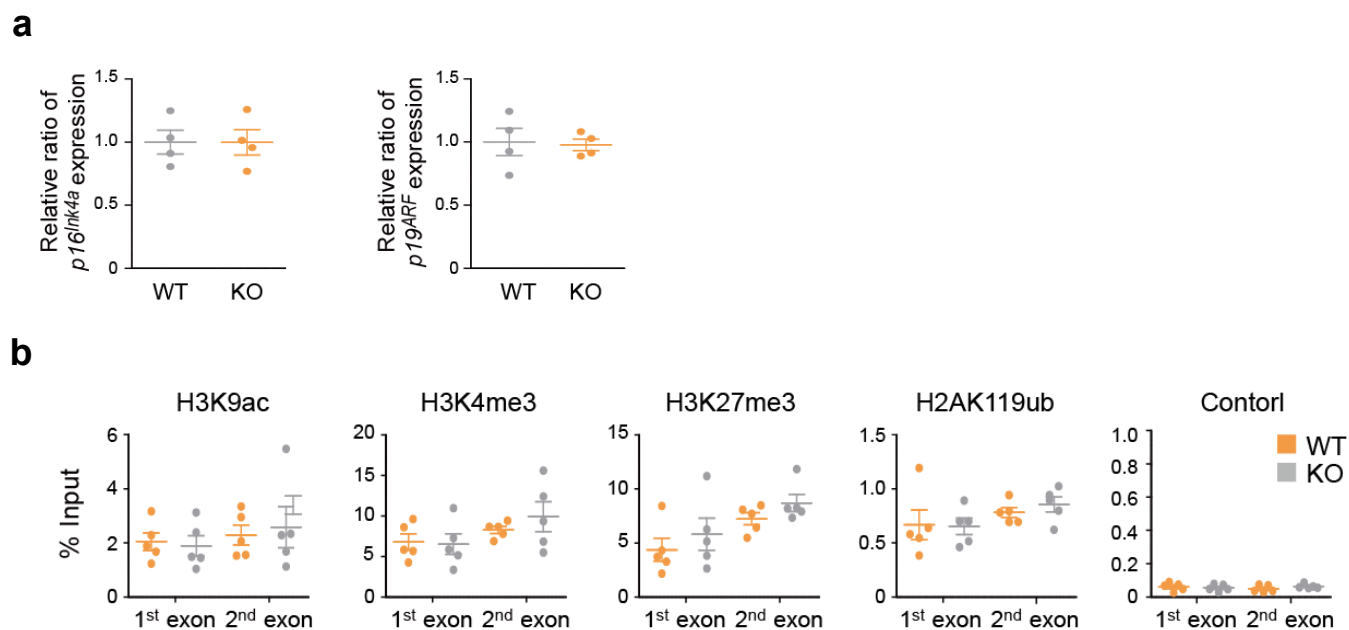 a
Relative ratio of
p16^Ink4a expression
1.5
1.0
0.5
0
WT KO
Relative ratio of
p19^ARF expression
1.5
1.0
0.5
0
WT KO
b
% Input
H3K9ac
6
4
2
0
1st exon 2nd exon
H3K4me3
20
15
10
5
0
1st exon 2nd exon
H3K27me3
15
10
5
0
1st exon 2nd exon
H2AK119ub
1.5
1.0
0.5
0
1st exon 2nd exon
Contorl
1.0
0.8
0.6
0.4
0.2
0
1st exon 2nd exon
WT
KO